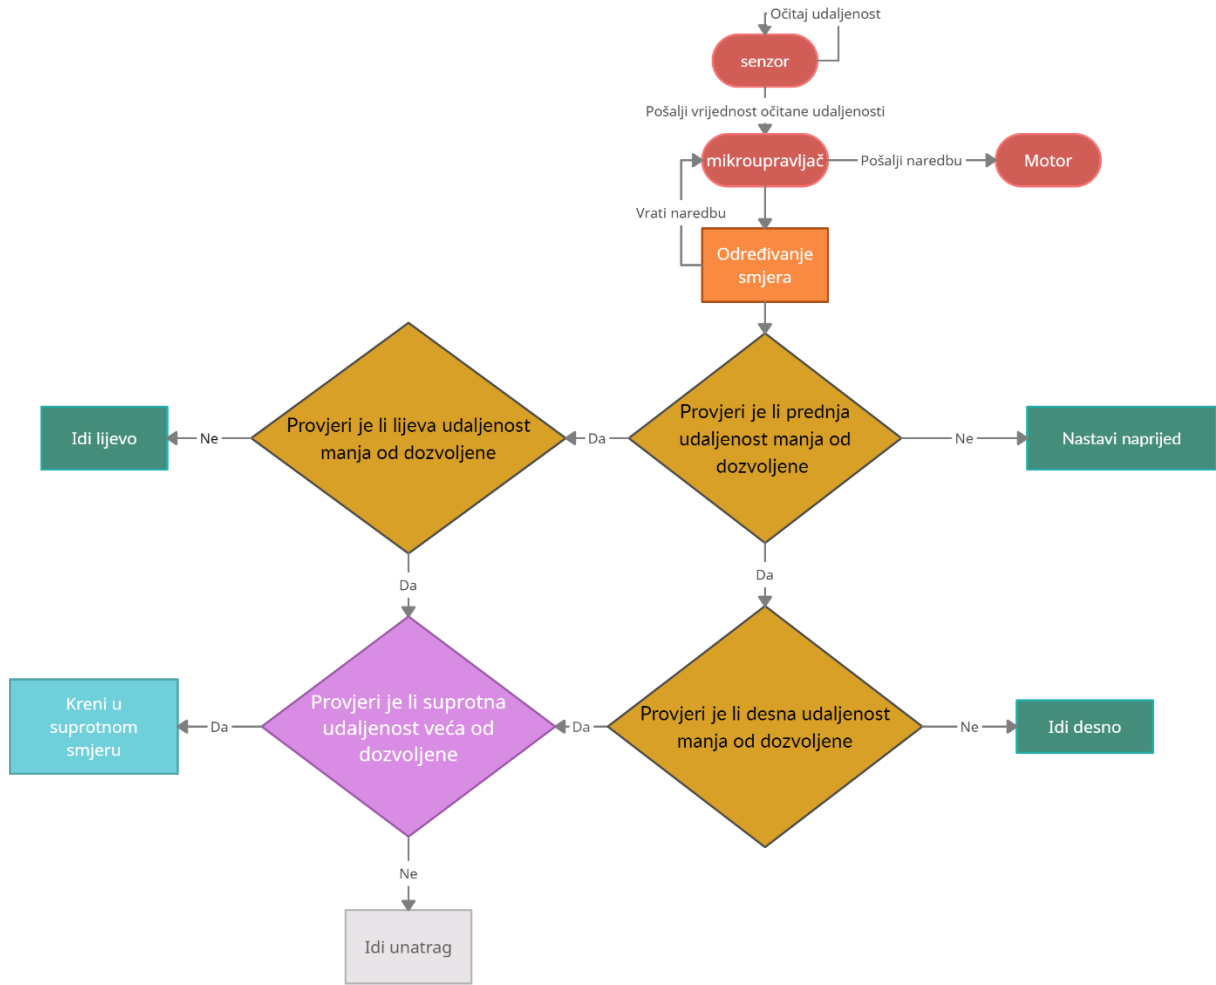 Očitaj udaljenost
senzor
Pošalji vrijednost očitane udaljenosti
mikroupravljač
Pošalji naredbu
Motor
Vrati naredbu
Određivanje
smjera
Idi lijevo
Ne
Provjeri je li lijeva udaljenost
manja od dozvoljene
Da
Provjeri je li prednja
udaljenost manja od
dozvoljene
Ne
Nastavi naprijed
Da
Da
Kreni u
suprotnom
smjeru
Da
Provjeri je li suprotna
udaljenost veća od
dozvoljene
Da
Provjeri je li desna udaljenost
manja od dozvoljene
Ne
Idi desno
Ne
Idi unatrag